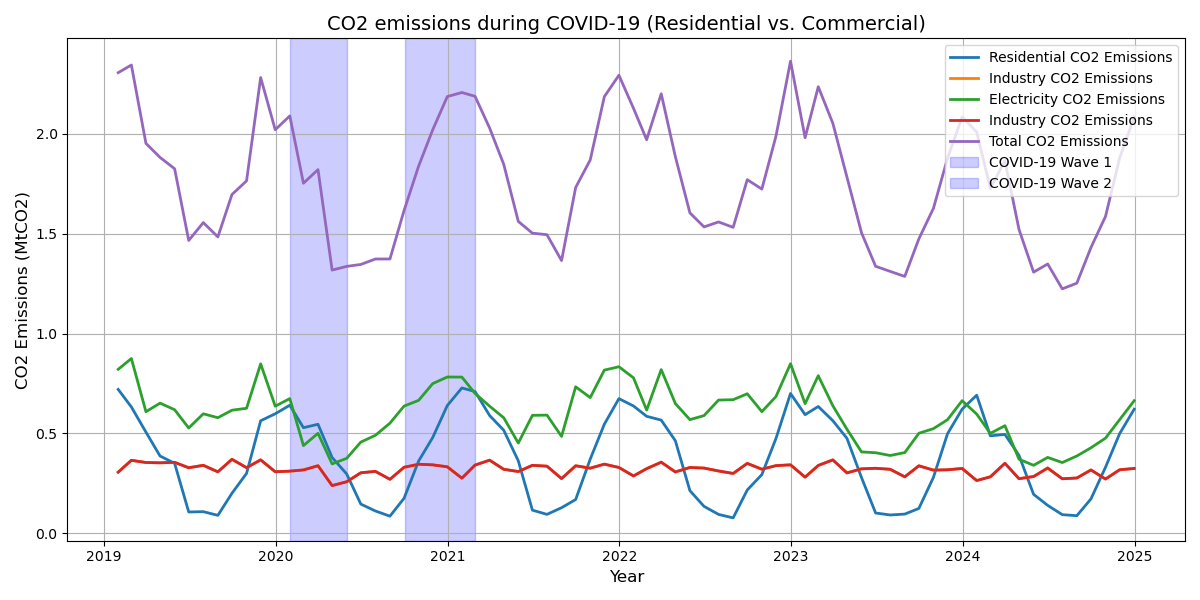 CO2 emissions during COVID-19 (Residential vs. Commercial)
CO2 Emissions (MtCO2)
2.0
1.5
1.0
0.5
0.0
Residential CO2 Emissions
Industry CO2 Emissions
Electricity CO2 Emissions
Industry CO2 Emissions
Total CO2 Emissions
COVID-19 Wave 1
COVID-19 Wave 2
2019 2020 2021 2022 2023 2024 2025
Year